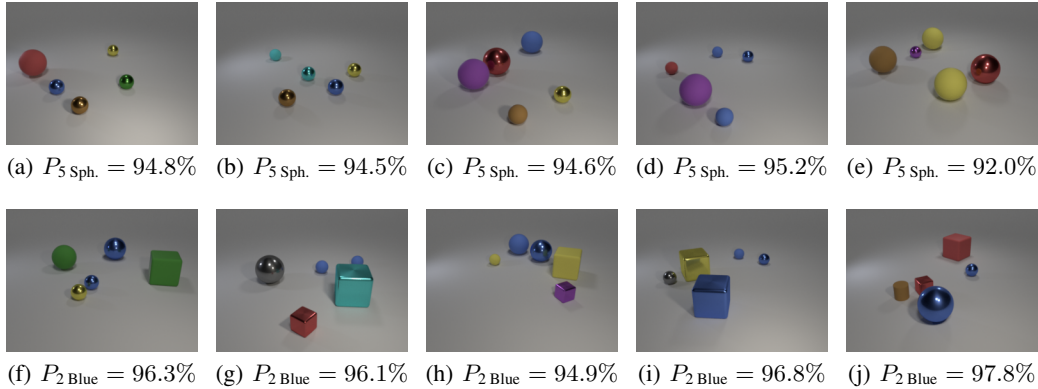 (a) P5 Sph. = 94.8% (b) P5 Sph. = 94.5% (c) P5 Sph. = 94.6% (d) P5 Sph. = 95.2% (e) P5 Sph. = 92.0%
(f) P2 Blue = 96.3% (g) P2 Blue = 96.1% (h) P2 Blue = 94.9% (i) P2 Blue = 96.8% (j) P2 Blue = 97.8%